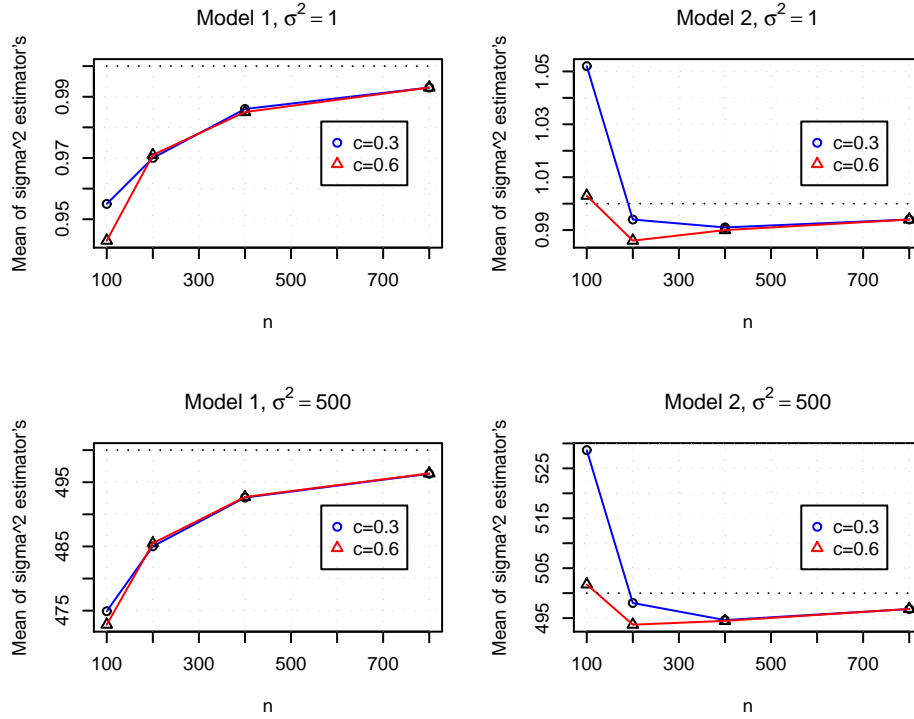 Model 1, σ² = 1
Mean of sigma^2 estimator's
0.95 0.97 0.99
c=0.3
c=0.6
100 300 500 700
n
Model 2, σ² = 1
Mean of sigma^2 estimator's
0.99 1.01 1.03 1.05
c=0.3
c=0.6
100 300 500 700
n
Model 1, σ² = 500
Mean of sigma^2 estimator's
475 485 495
c=0.3
c=0.6
100 300 500 700
n
Model 2, σ² = 500
Mean of sigma^2 estimator's
495 505 515 525
c=0.3
c=0.6
100 300 500 700
n